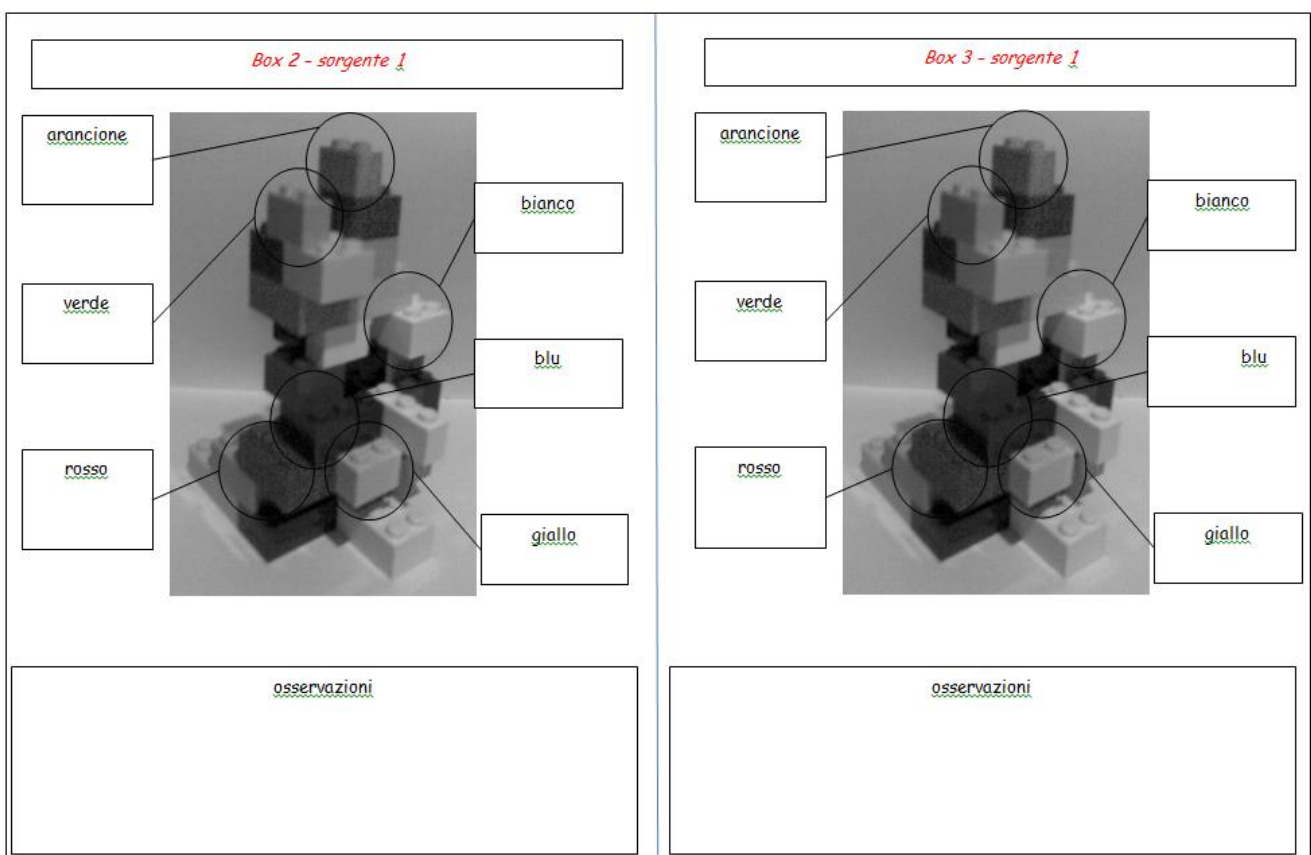 Box 2 – sorgente 1
arancione
bianco
verde
blu
rosso
giallo
osservazioni
Box 3 – sorgente 1
arancione
bianco
verde
blu
rosso
giallo
osservazioni